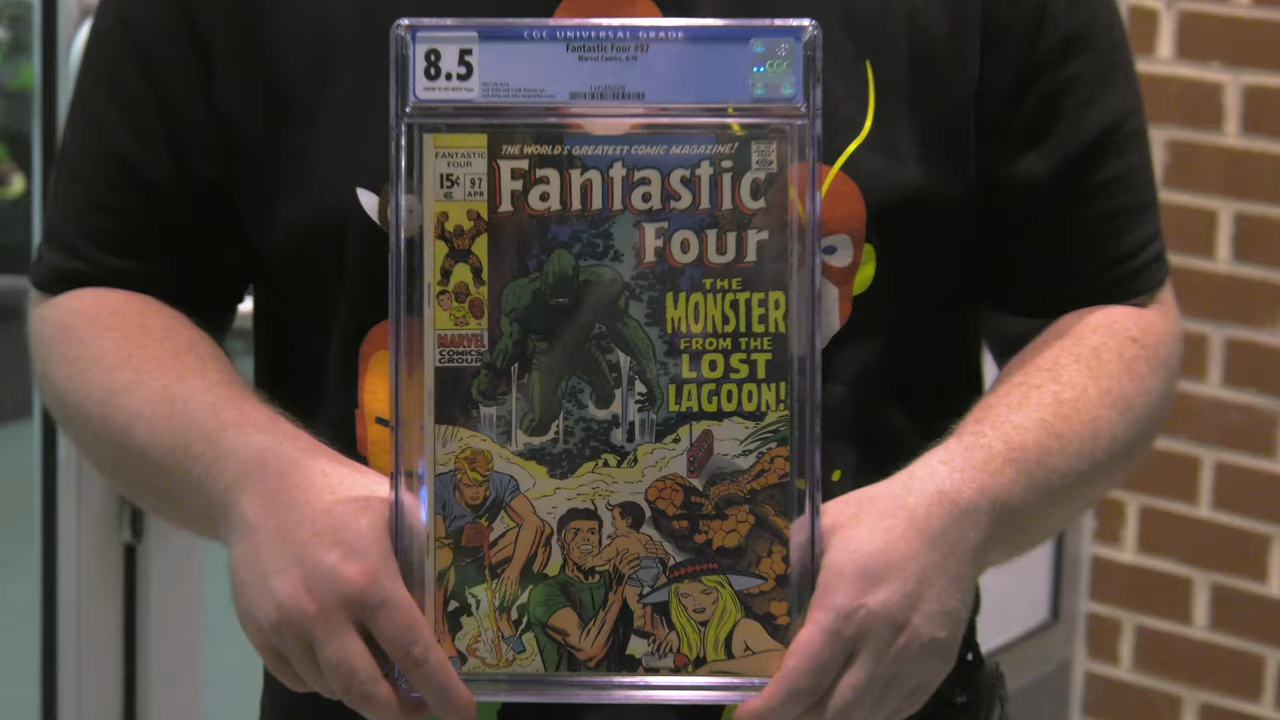 CGC UNIVERSAL GRADE
8.5
Fantastic Four #97
Marvel Comics, 4/70
CGC
THE WORLD'S GREATEST COMIC MAGAZINE!
FANTASTIC
FOUR
15¢
97
APR
Fantastic
Four
THE
MONSTER
FROM THE
LOST
LAGOON!
MARVEL
COMICS
GROUP